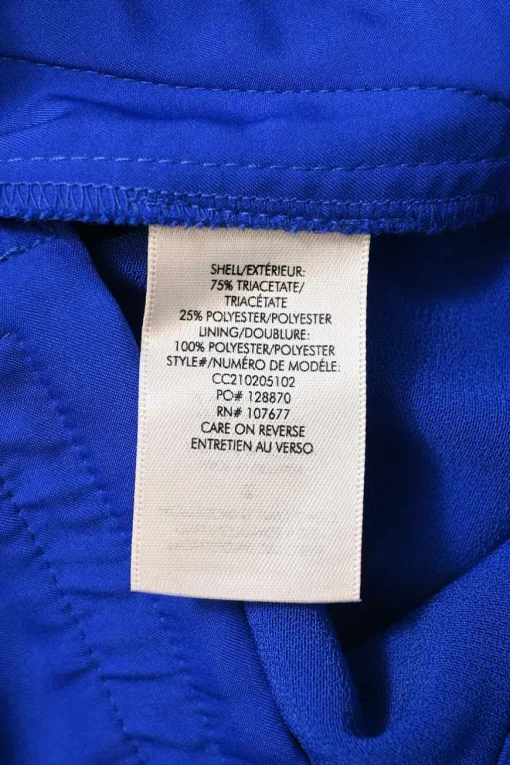 SHELL/EXTÉRIEUR:
75% TRIACETATE/
TRIACÉTATE
25% POLYESTER/POLYESTER
LINING/DOUBLURE:
100% POLYESTER/POLYESTER
STYLE#/NUMÉRO DE MODÉLE:
CC210205102
PO# 128870
RN# 107677
CARE ON REVERSE
ENTRETIEN AU VERSO